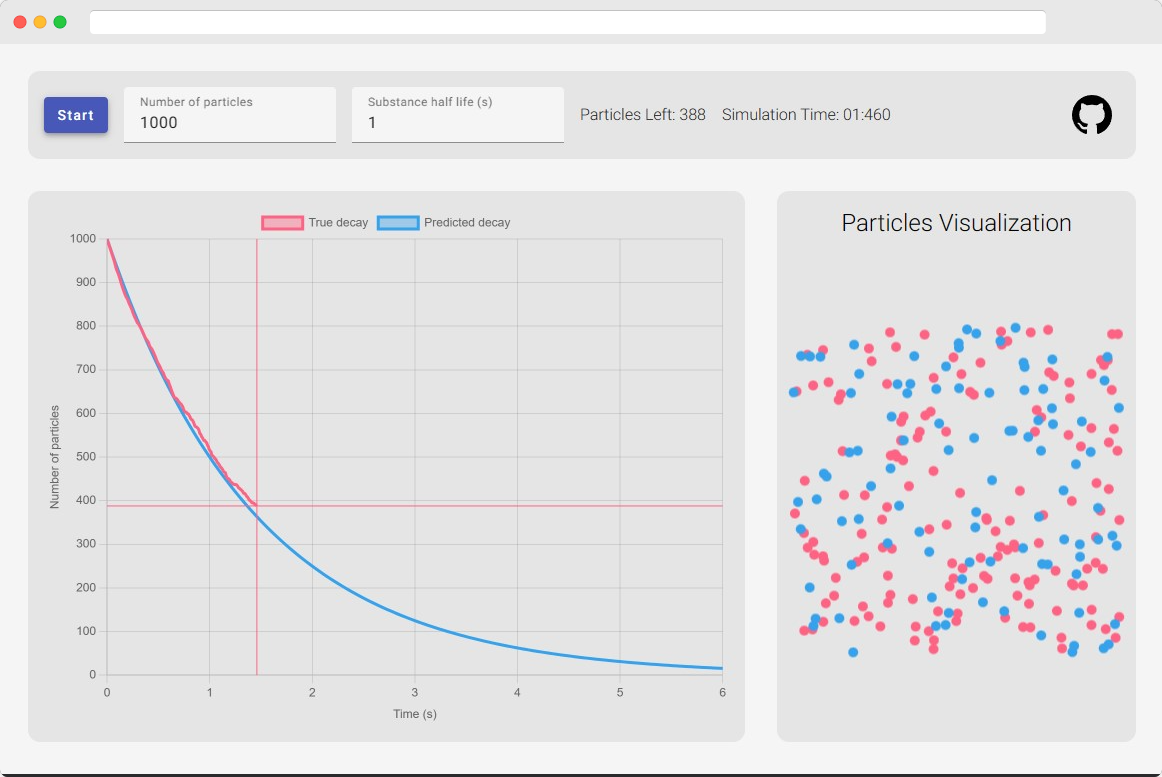 Start
Number of particles
1000
Substance half life (s)
1
Particles Left: 388
Simulation Time: 01:460
True decay
Predicted decay
Particles Visualization
Number of particles
1000
900
800
700
600
500
400
300
200
100
0
0 1 2 3 4 5 6
Time (s)